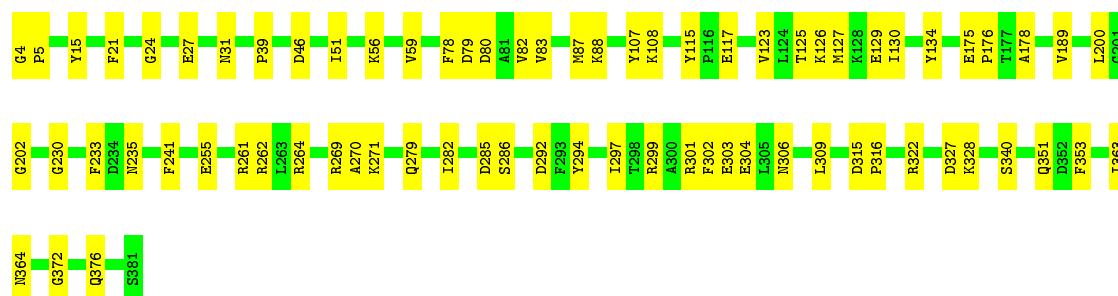 G4 P5 Y15 F21 G24 E27 N31 P39 D46 I51 K56 V59 F78 D79 D80 A81 V82 V83 M87 K88 Y107 K108 Y115 P116 E117 V123 L124 T125 K126 M127 K128 E129 I130 Y134 E175 P176 T177 A178 V189 L200
G202 G230 F233 D234 N235 F241 E255 R261 R262 L263 R264 R269 A270 K271 Q279 I282 D285 S286 D292 F293 Y294 I297 T298 R299 A300 R301 F302 E303 E304 L305 N306 L309 D315 P316 R322 D327 K328 S340 Q351 D352 F353
N364 G372 Q376 S381